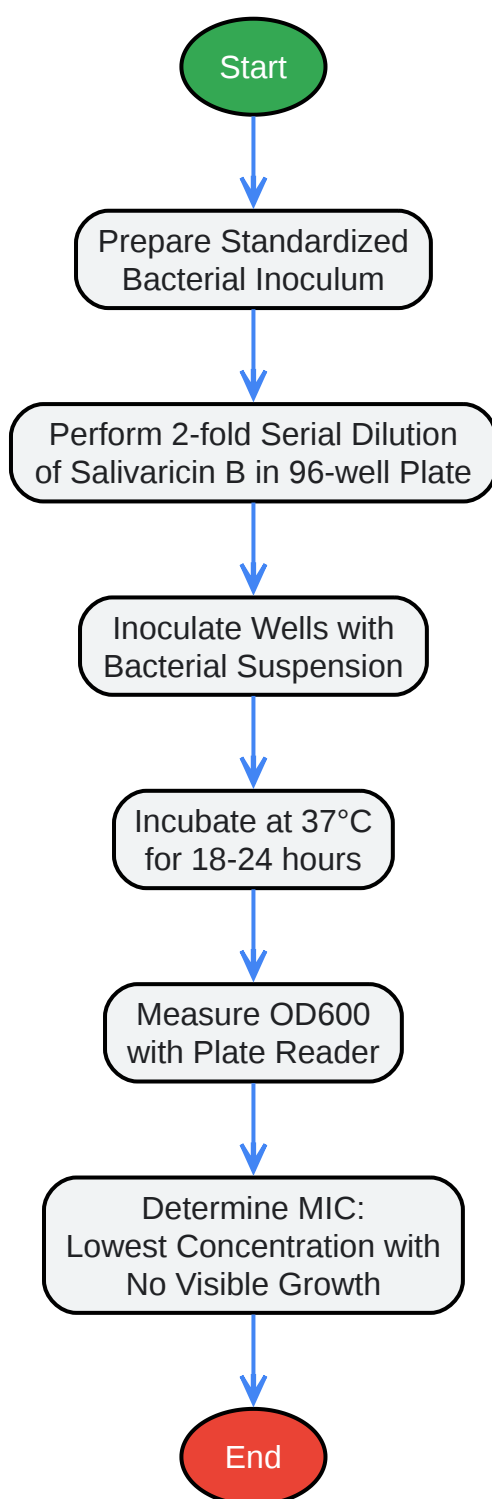 Start
Prepare Standardized
Bacterial Inoculum
Perform 2-fold Serial Dilution
of Salivaricin B in 96-well Plate
Inoculate Wells with
Bacterial Suspension
Incubate at 37°C
for 18-24 hours
Measure OD600
with Plate Reader
Determine MIC:
Lowest Concentration with
No Visible Growth
End